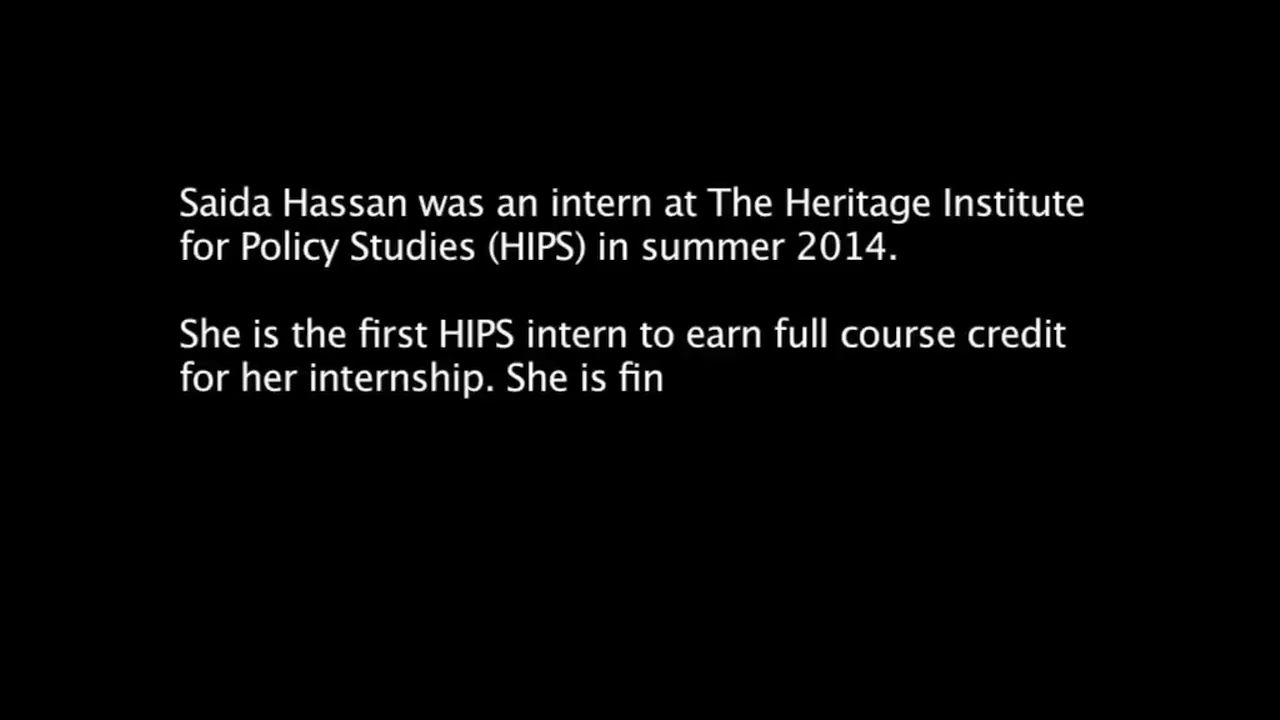 Saida Hassan was an intern at The Heritage Institute
for Policy Studies (HIPS) in summer 2014.
She is the first HIPS intern to earn full course credit
for her internship. She is fin